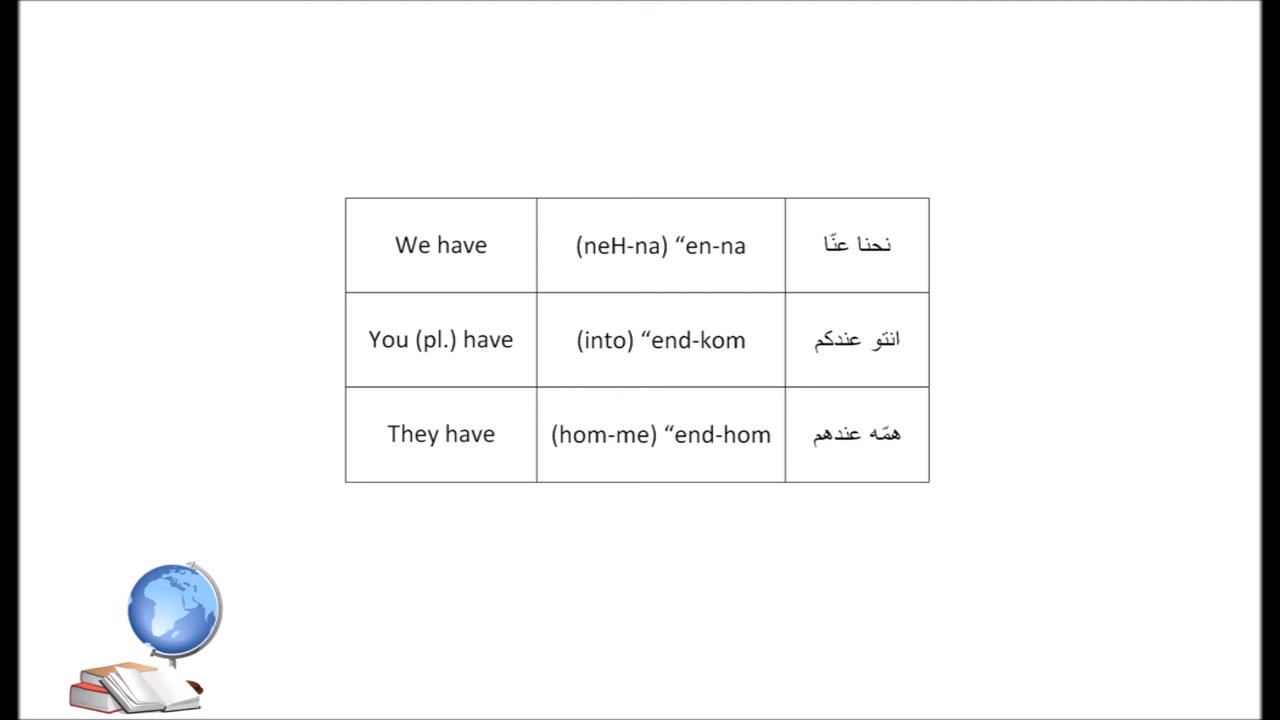 We have (neH-na) “en-na نحنا عنّا
You (pl.) have (into) “end-kom انتو عندكم
They have (hom-me) “end-hom همّه عندهم